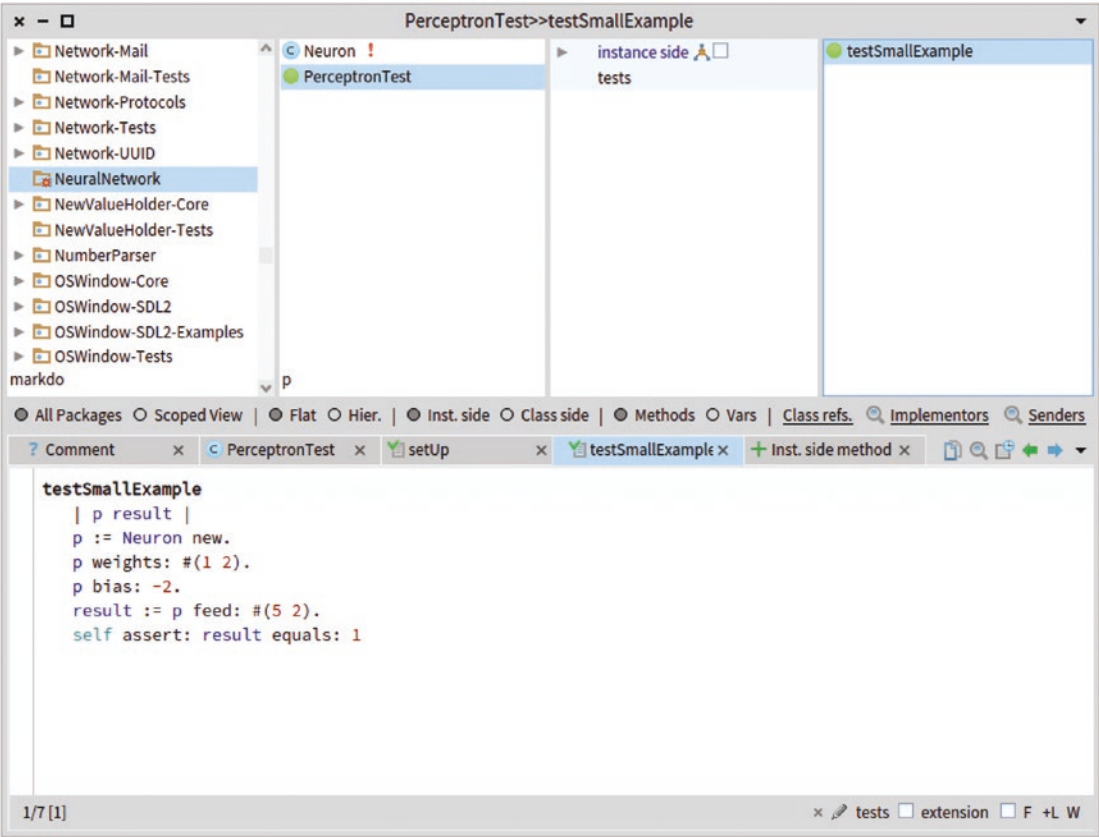 PerceptronTest>>testSmallExample
Network-Mail
Network-Mail-Tests
Network-Protocols
Network-Tests
Network-UUID
NeuralNetwork
NewValueHolder-Core
NewValueHolder-Tests
NumberParser
OSWindow-Core
OSWindow-SDL2
OSWindow-SDL2-Examples
OSWindow-Tests
markdo
Neuron !
PerceptronTest
p
instance side
tests
testSmallExample
All Packages Scoped View | Flat Hier. | Inst. side Class side | Methods Vars | Class refs. Implementors Senders
? Comment × PerceptronTest × setUp × testSmallExample × + Inst. side method ×
testSmallExample
| p result |
p := Neuron new.
p weights: #(1 2).
p bias: -2.
result := p feed: #(5 2).
self assert: result equals: 1
1/7 [1] × tests extension F +L W